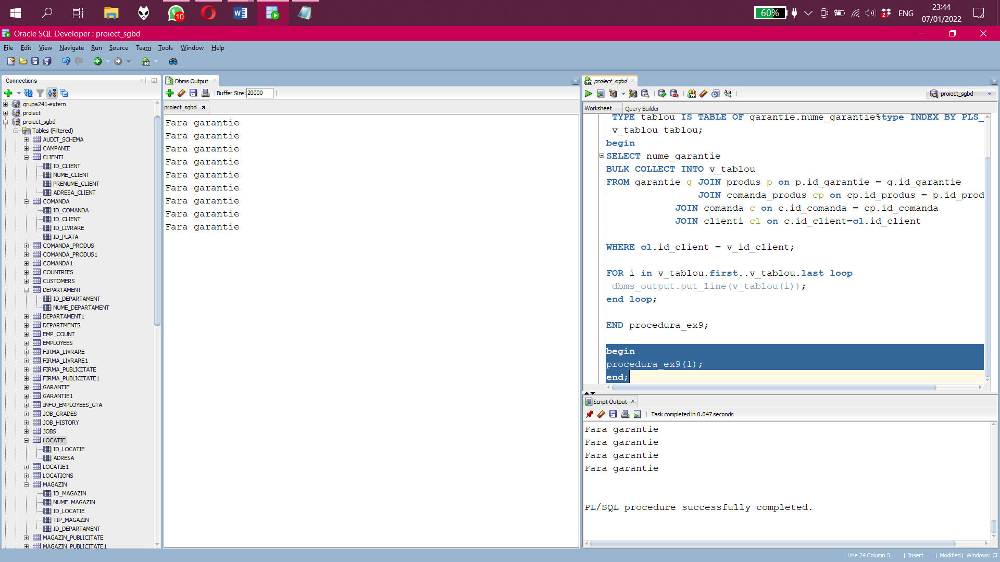 10
60%
2
ENG
23:44
07/01/2022
Oracle SQL Developer : proiect_sgbd
File Edit View Navigate Run Source Team Tools Window Help
Connections
grupa241-extern
proiect
proiect_sgbd
Tables (Filtered)
AUDIT_SCHEMA
CAMPANIE
CLIENTI
ID_CLIENT
NUME_CLIENT
PRENUME_CLIENT
ADRESA_CLIENT
COMANDA
ID_COMANDA
ID_CLIENT
ID_LIVRARE
ID_PLATA
COMANDA_PRODUS
COMANDA_PRODUS1
COMANDA1
COUNTRIES
CUSTOMERS
DEPARTAMENT
ID_DEPARTAMENT
NUME_DEPARTAMENT
DEPARTAMENT1
DEPARTMENTS
EMP_COUNT
EMPLOYEES
FIRMA_LIVRARE
FIRMA_LIVRARE1
FIRMA_PUBLICITATE
FIRMA_PUBLICITATE1
GARANTIE
GARANTIE1
INFO_EMPLOYEES_GTA
JOB_GRADES
JOB_HISTORY
JOBS
LOCATIE
ID_LOCATIE
ADRESA
LOCATIE1
LOCATIONS
MAGAZIN
ID_MAGAZIN
NUME_MAGAZIN
ID_LOCATIE
TIP_MAGAZIN
ID_DEPARTAMENT
MAGAZIN_PUBLICITATE
MAGAZIN_PUBLICITATE1
Dbms Output
Buffer Size: 20000
proiect_sgbd
Fara garantie
Fara garantie
Fara garantie
Fara garantie
Fara garantie
Fara garantie
Fara garantie
Fara garantie
Fara garantie
proiect_sgbd
proiect_sgbd
Worksheet Query Builder
TYPE tablou IS TABLE OF garantie.nume_garantie%type INDEX BY PLS_
v_tablou tablou;
begin
SELECT nume_garantie
BULK COLLECT INTO v_tablou
FROM garantie g JOIN produs p on p.id_garantie = g.id_garantie
JOIN comanda_produs cp on cp.id_produs = p.id_prod
JOIN comanda c on c.id_comanda = cp.id_comanda
JOIN clienti cl on c.id_client=cl.id_client
WHERE cl.id_client = v_id_client;
FOR i in v_tablou.first..v_tablou.last loop
dbms_output.put_line(v_tablou(i));
end loop;
END procedura_ex9;
begin
procedura_ex9(1);
end;
Script Output
Task completed in 0.047 seconds
Fara garantie
Fara garantie
Fara garantie
Fara garantie
PL/SQL procedure successfully completed.
Line 24 Column 5 Insert Modified Windows: CF